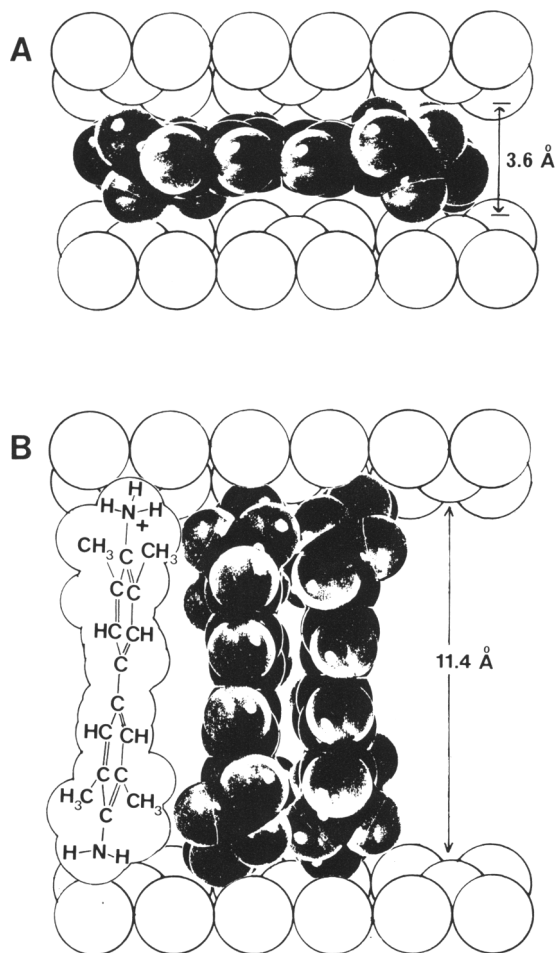 A
3.6 Å
B
H
H N H
+
CH3 C CH3
C C
HC CH
C
C
HC CH
C C
H3C C CH3
H N H
11.4 Å